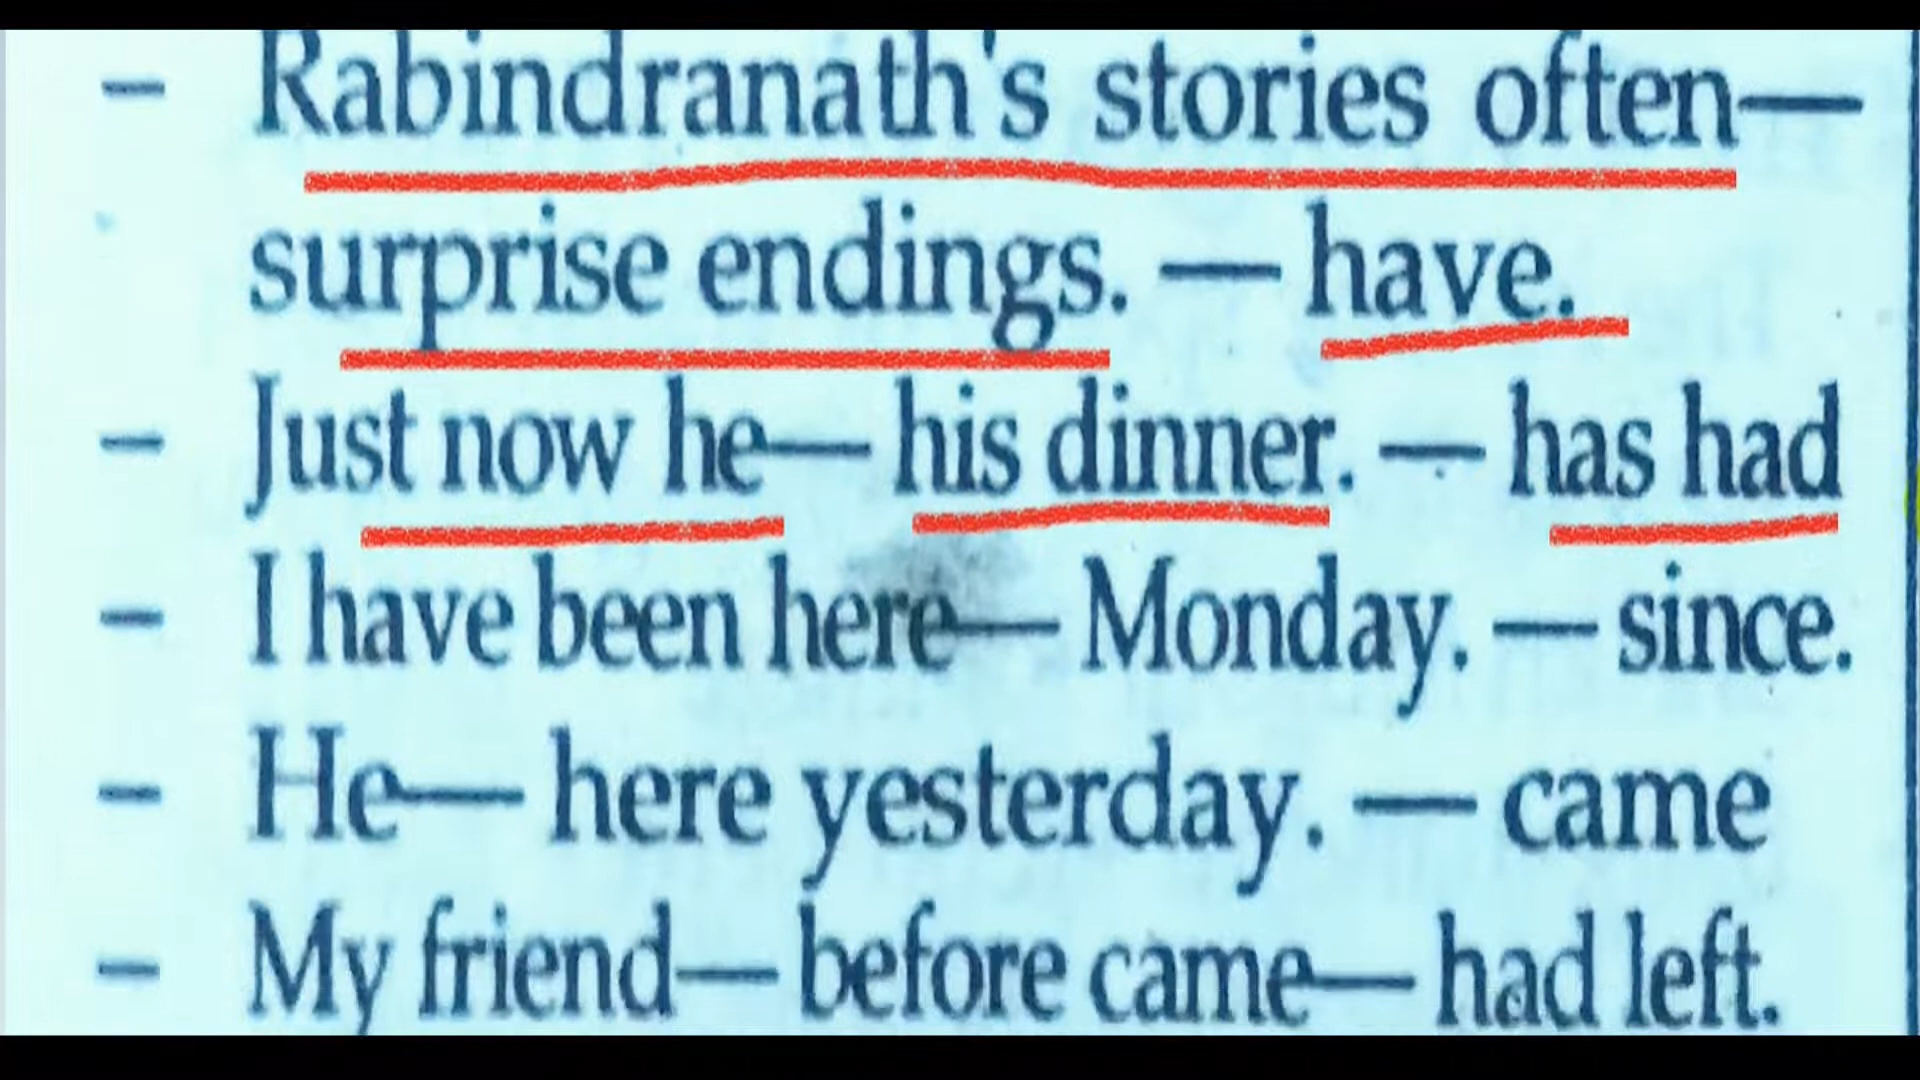 – Rabindranath's stories often—
surprise endings. — have.
– Just now he— his dinner. — has had
– I have been here— Monday. — since.
– He— here yesterday. — came
– My friend— before came— had left.